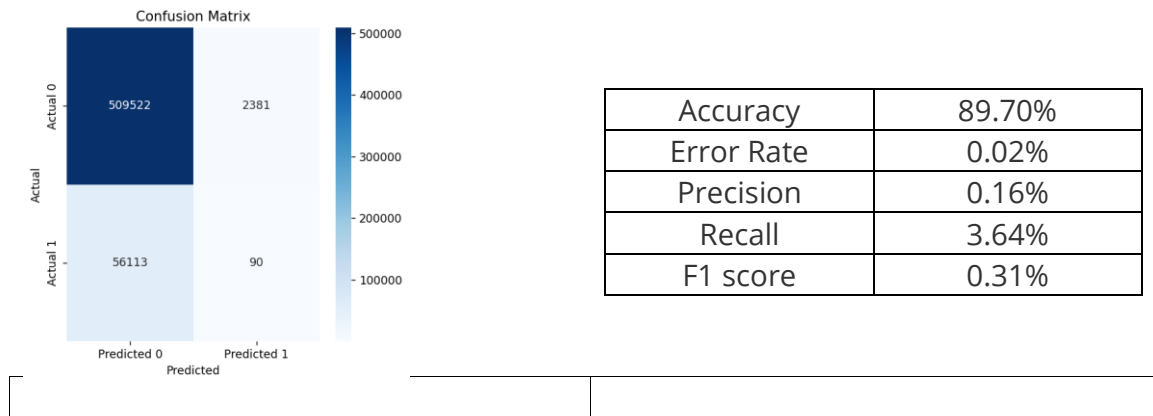 Confusion Matrix
Actual
Actual 0
Actual 1
509522
2381
56113
90
Predicted 0
Predicted 1
Predicted
500000
400000
300000
200000
100000
Accuracy 89.70%
Error Rate 0.02%
Precision 0.16%
Recall 3.64%
F1 score 0.31%